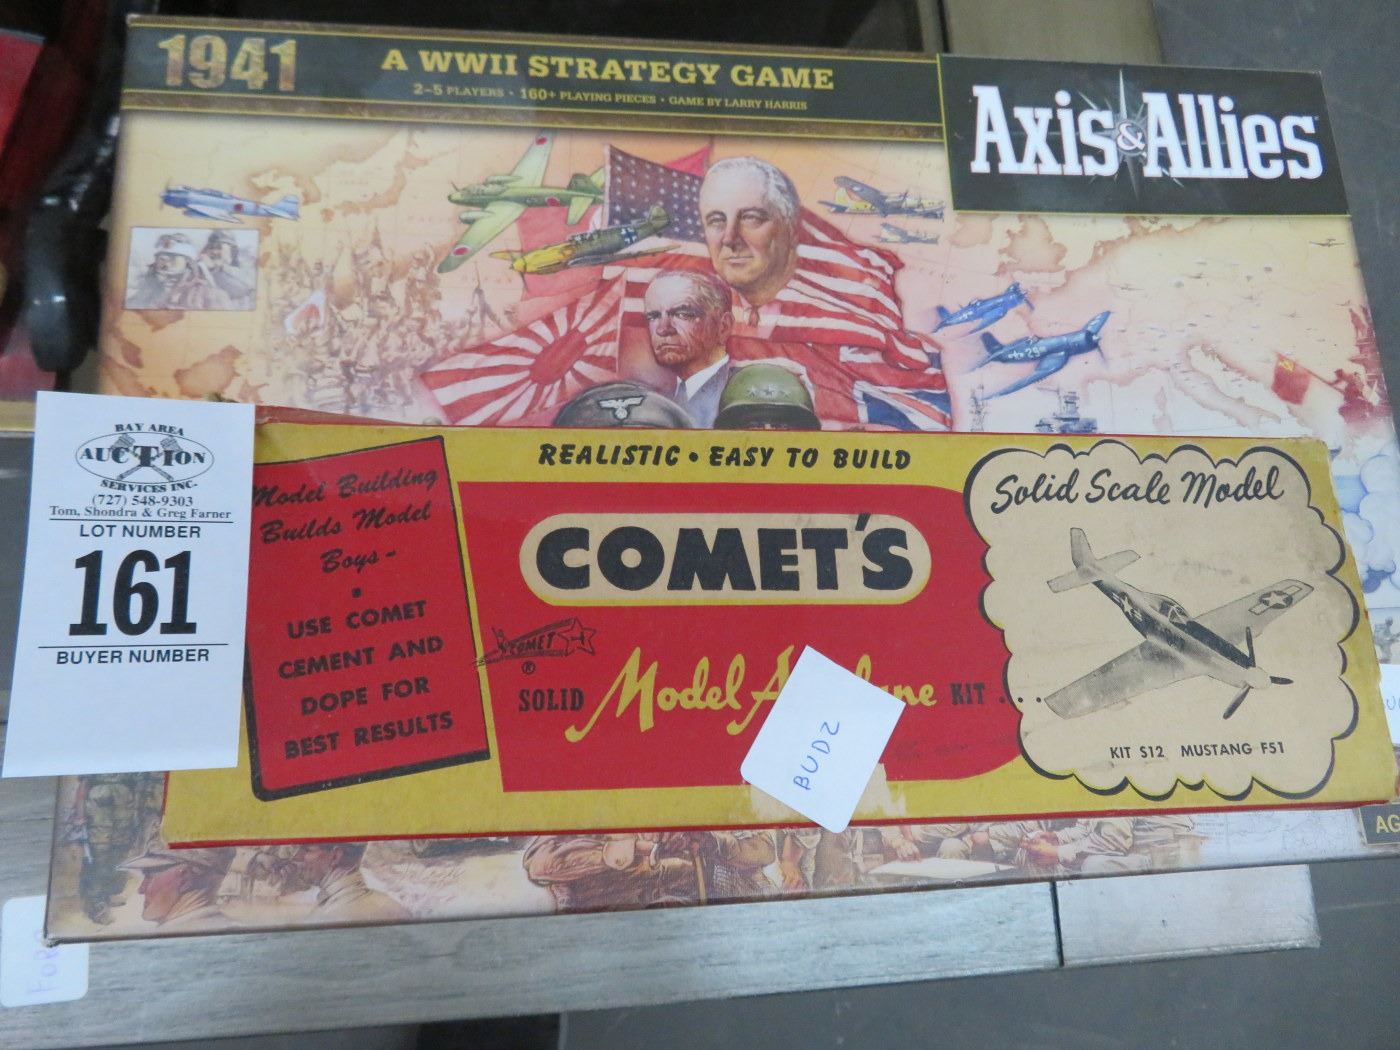 1941
A WWII STRATEGY GAME
2-5 PLAYERS • 160+ PLAYING PIECES • GAME BY LARRY HARRIS
Axis & Allies
29
BAY AREA
AUCTION
SERVICES INC.
(727) 548-9303
Tom, Shondra & Greg Farner
LOT NUMBER
161
BUYER NUMBER
Model Building
Builds Model
Boys -
USE COMET
CEMENT AND
DOPE FOR
BEST RESULTS
REALISTIC • EASY TO BUILD
COMET'S
COMET
®
SOLID Model KIT . . .
BUDZ
Solid Scale Model
KIT S12 MUSTANG F51
AG
FORD